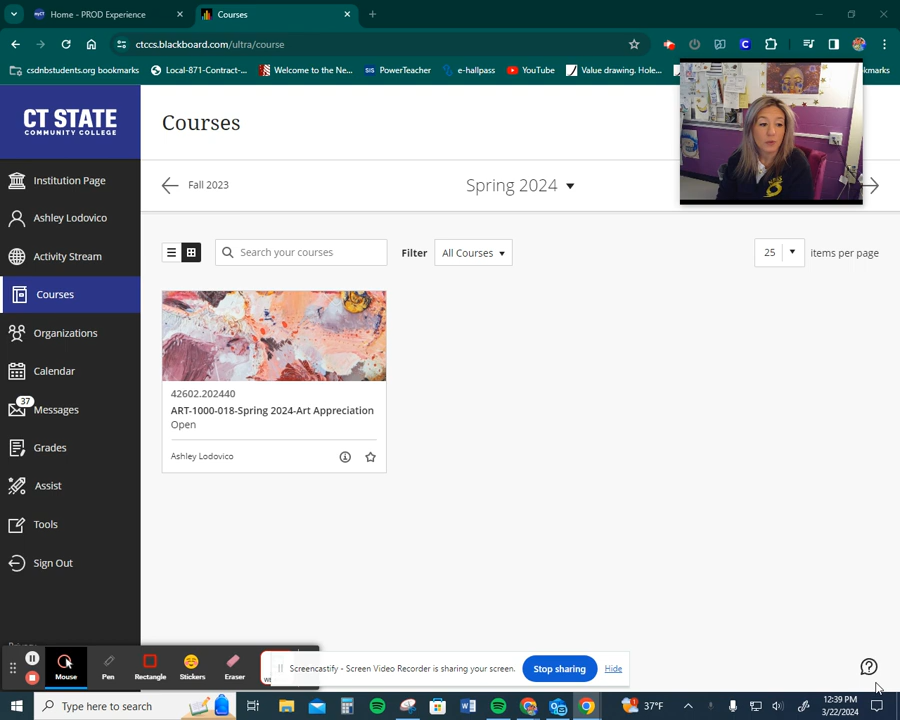 Home - PROD Experience
Courses
ctccs.blackboard.com/ultra/course
csdnbstudents.org bookmarks
Local-871-Contract-...
Welcome to the Ne...
SIS PowerTeacher
e-hallpass
YouTube
Value drawing. Hole...
CT STATE
COMMUNITY COLLEGE
Courses
Fall 2023
Spring 2024
Institution Page
Ashley Lodovico
Activity Stream
Courses
Organizations
Calendar
37
Messages
Grades
Assist
Tools
Sign Out
Search your courses
Filter
All Courses
25
items per page
42602.202440
ART-1000-018-Spring 2024-Art Appreciation
Open
Ashley Lodovico
Mouse
Pen
Rectangle
Stickers
Eraser
Screencastify - Screen Video Recorder is sharing your screen.
Stop sharing
Hide
Type here to search
37°F
12:39 PM
3/22/2024